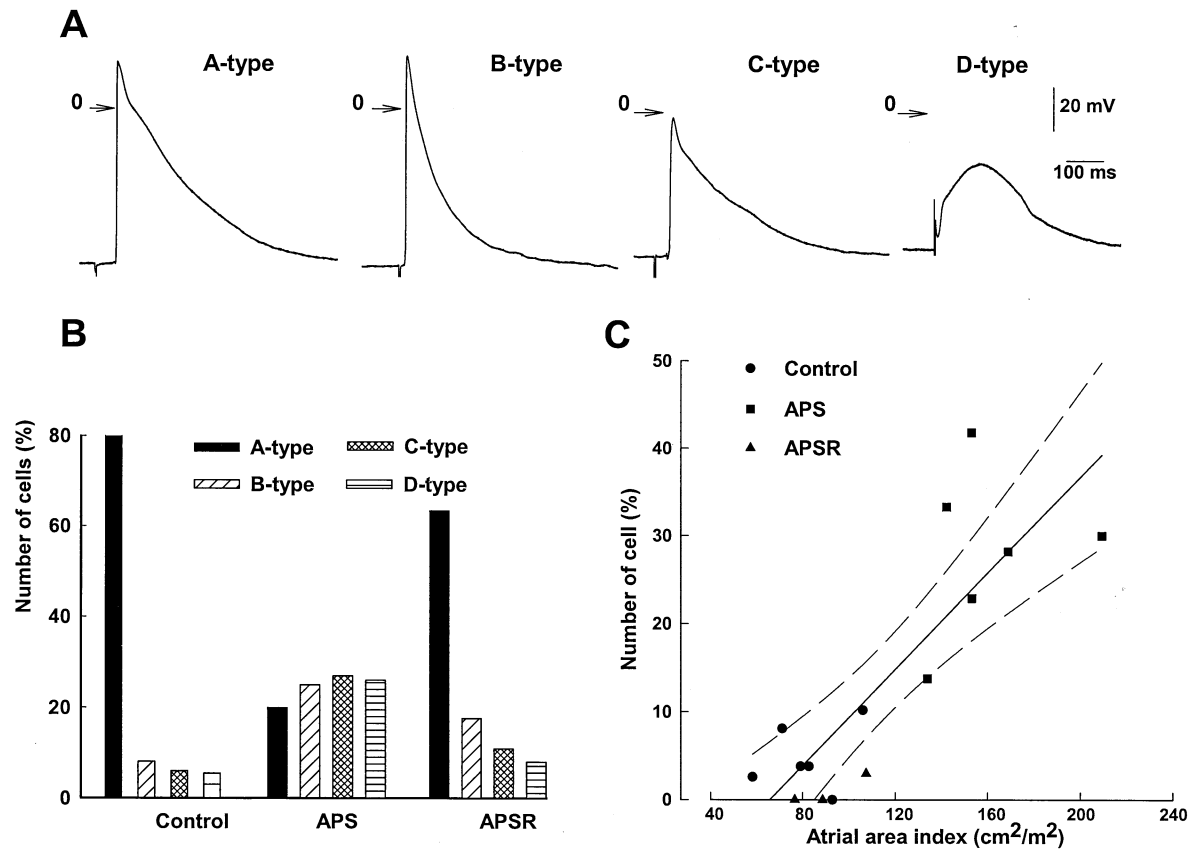 A
A-type
B-type
C-type
D-type
0
0
0
0
20 mV
100 ms
B
Number of cells (%)
80
60
40
20
0
A-type
C-type
B-type
D-type
Control
APS
APSR
C
Number of cell (%)
50
40
30
20
10
0
Control
APS
APSR
40
80
120
160
200
240
Atrial area index (cm2/m2)